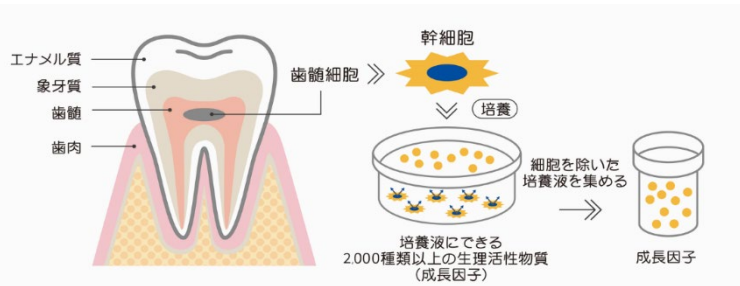 エナメル質
象牙質
歯髄
歯肉
歯髄細胞
幹細胞
培養
細胞を除いた
培養液を集める
培養液にできる
2,000種類以上の生理活性物質
（成長因子）
成長因子